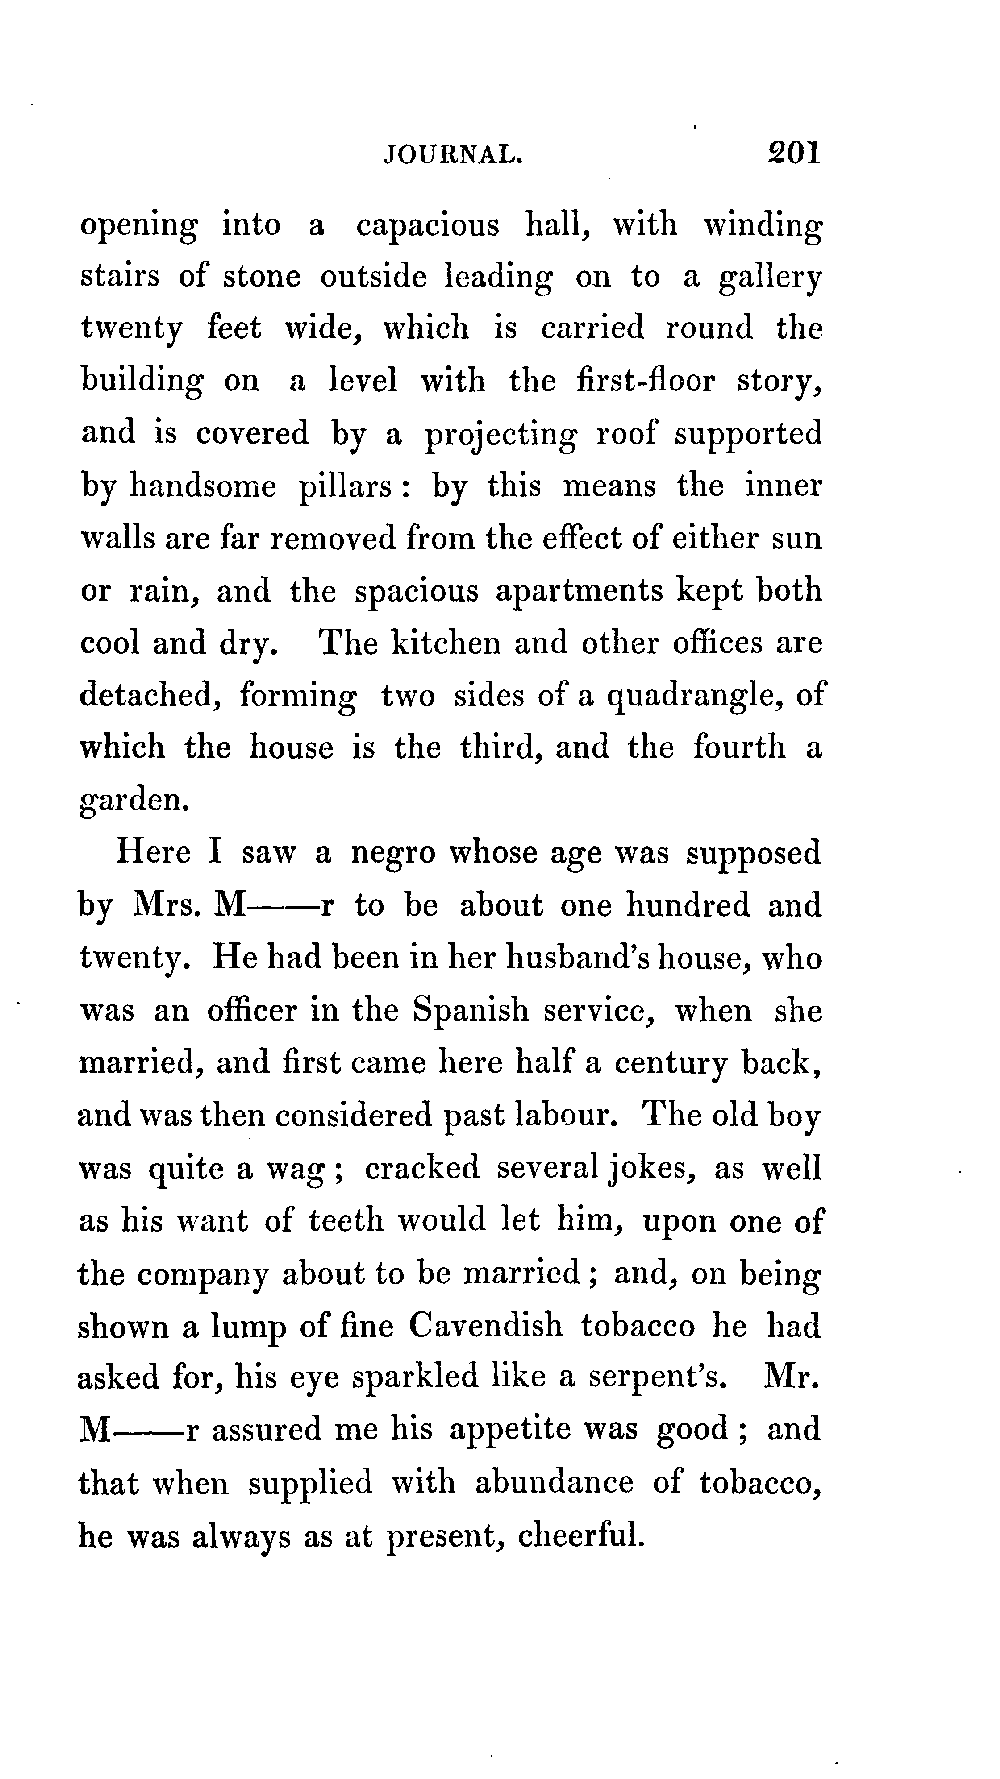 JOURNAL. 201
opening into a capacious hall, with winding
stairs of stone outside leading on to a gallery
twenty feet wide, which is carried round the
building on a level with the first-floor story,
and is covered by a projecting roof supported
by handsome pillars : by this means the inner
walls are far removed from the effect of either sun
or rain, and the spacious apartments kept both
cool and dry. The kitchen and other offices are
detached, forming two sides of a quadrangle, of
which the house is the third, and the fourth a
garden.
Here I saw a negro whose age was supposed
by Mrs. M——r to be about one hundred and
twenty. He had been in her husband's house, who
was an officer in the Spanish service, when she
married, and first came here half a century back,
and was then considered past labour. The old boy
was quite a wag ; cracked several jokes, as well
as his want of teeth would let him, upon one of
the company about to be married ; and, on being
shown a lump of fine Cavendish tobacco he had
asked for, his eye sparkled like a serpent's. Mr.
M——r assured me his appetite was good ; and
that when supplied with abundance of tobacco,
he was always as at present, cheerful.